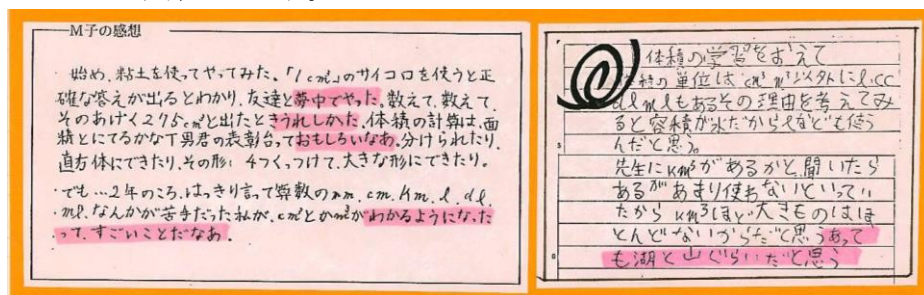 M子の感想
始め、粘土を使ってやってみた。「1cm³」のサイコロを使うと正
確な答えが出るとわかり、友達と夢中でやった。数えて、数えて、
そのあげく275cm³と出たときうれしかった。体積の計算は、面
積とにてるかな丁男君の表彰台っておもしろいなあ。分けられたり、
直方体にできたり、その形に4つくっつけて、大きな形にできたり。
でも…2年のころ、はっきり言って算数のmm、cm、km、l、dl、
ml、なんかが苦手だった私が、cm³とかm³がわかるようになった
って、すごいことだなあ。
体積の学習をおえて
の単位は cm³ m³ジャクトにl.cc
dl mlもあるその理由を考えてみ
ると容積が水だからlなども使う
んだと思う。
先生にkm³があるかと聞いたら
あるがあまり使わないといってい
たから km³ほど大きものはほ
とんどないからだと思うあって
も湖と山ぐらいだと思う